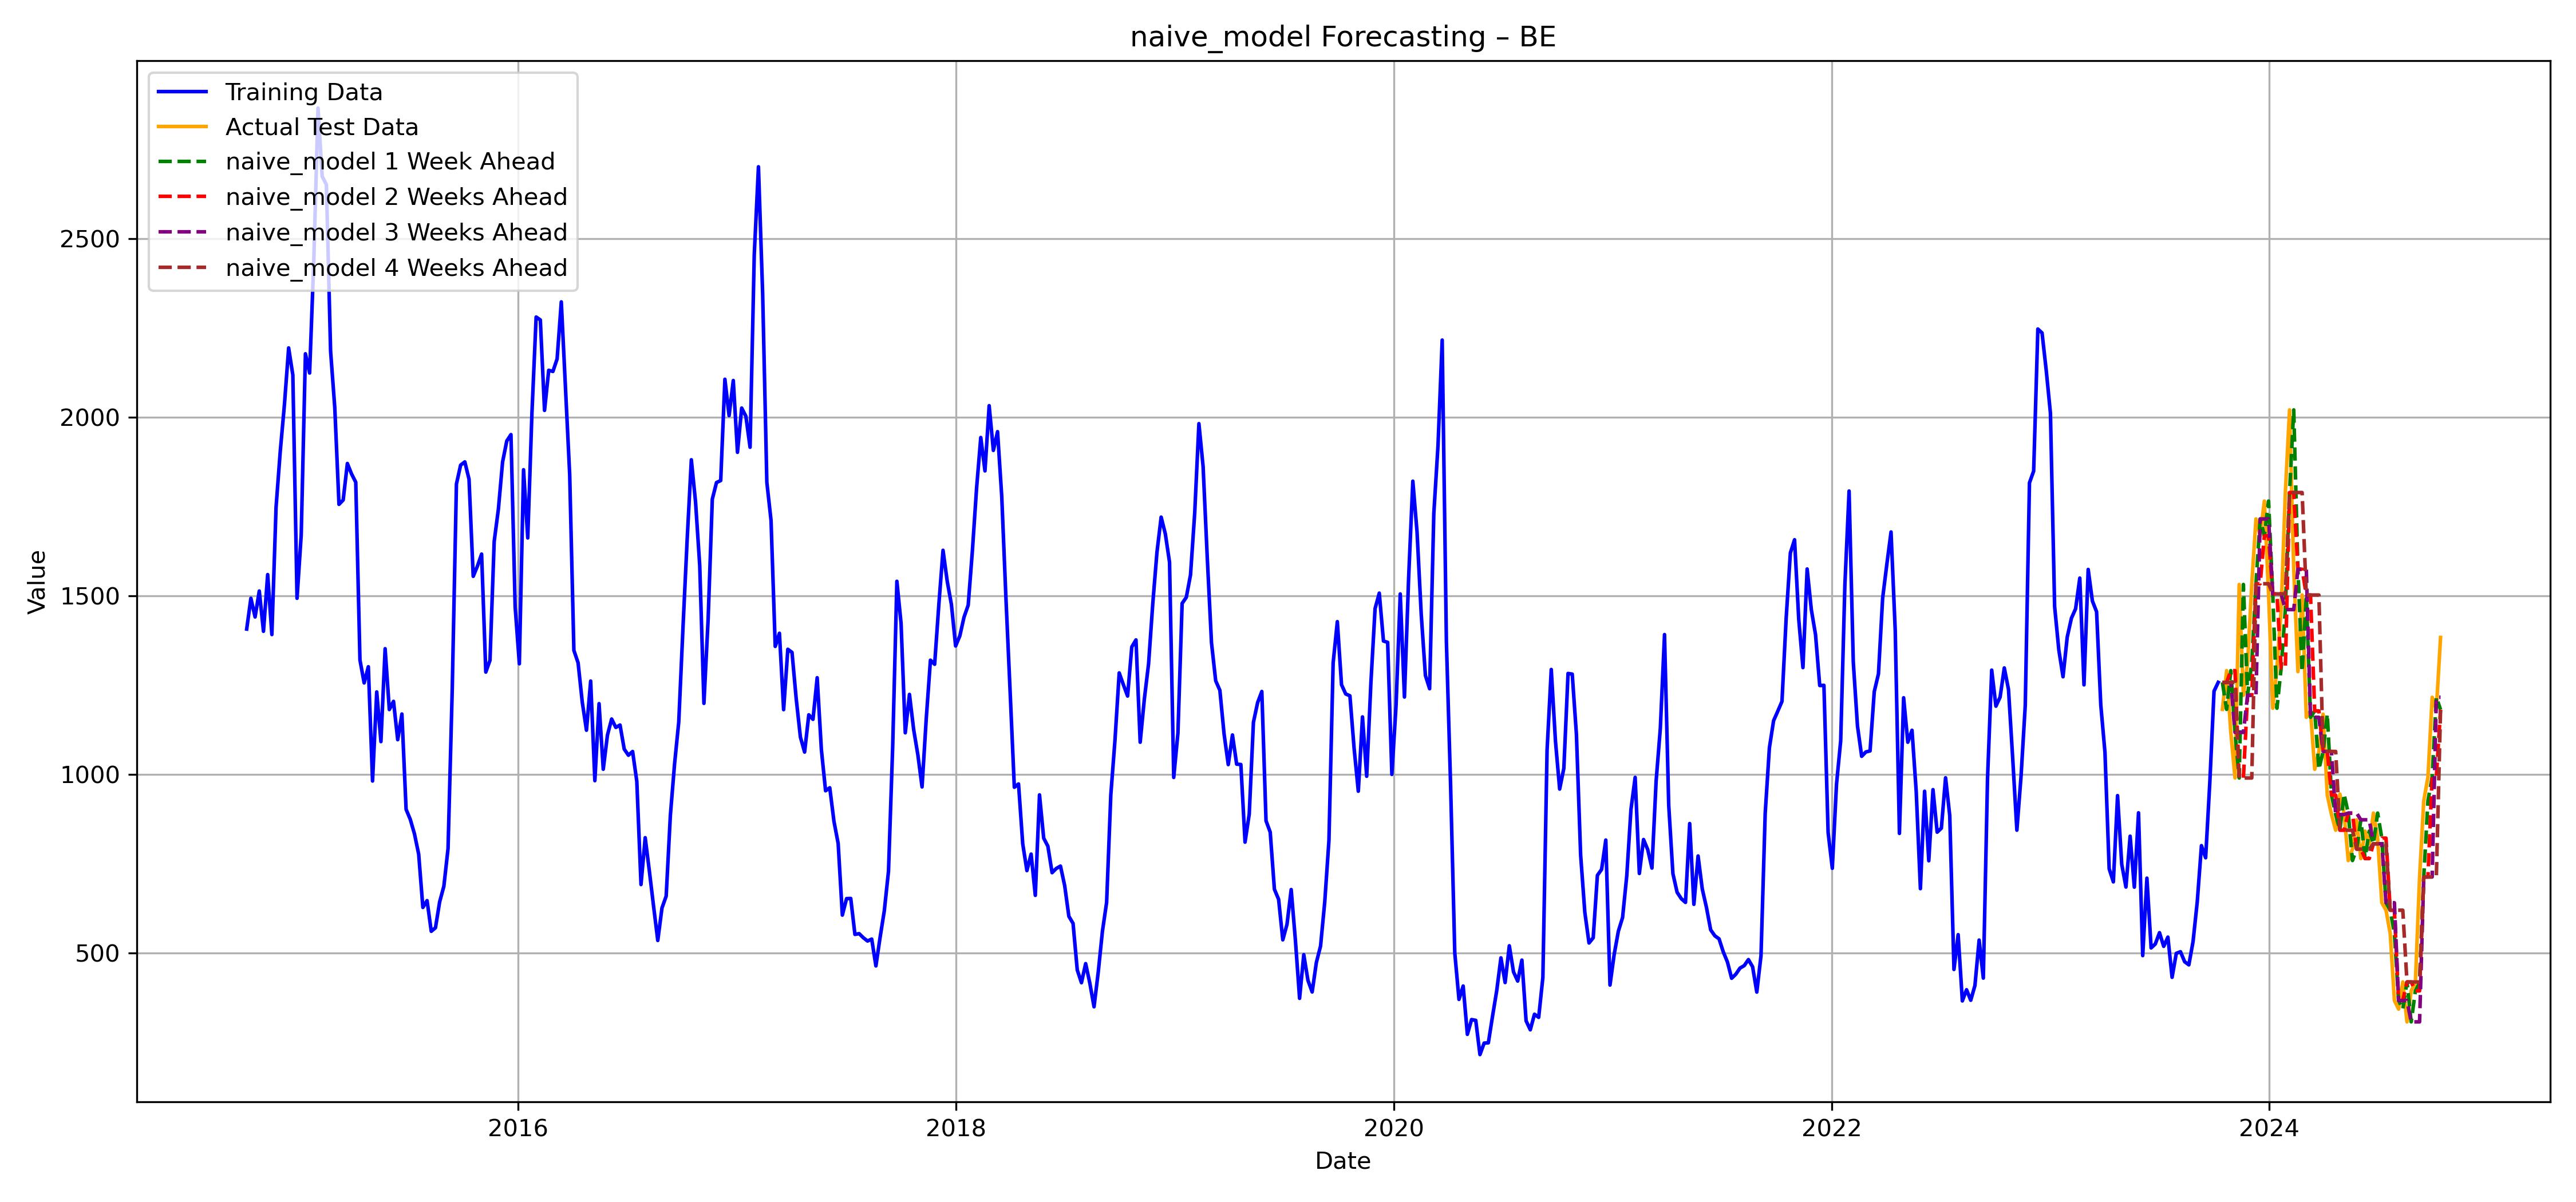 naive_model Forecasting – BE
Training Data
Actual Test Data
naive_model 1 Week Ahead
naive_model 2 Weeks Ahead
naive_model 3 Weeks Ahead
naive_model 4 Weeks Ahead
2500
2000
1500
1000
500
Value
2016
2018
2020
2022
2024
Date